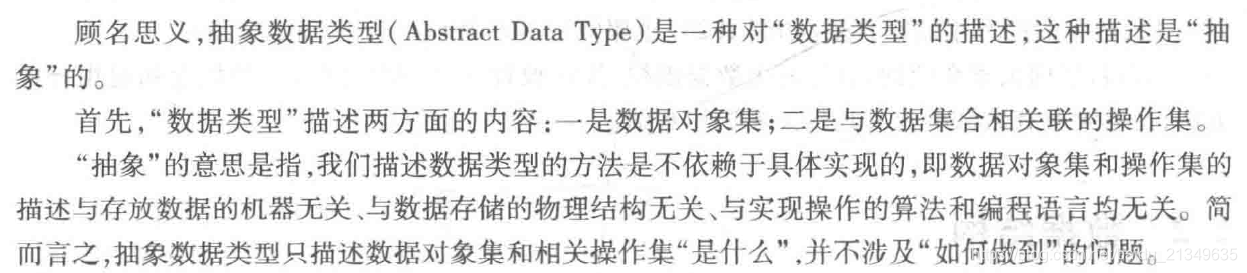 顾名思义,抽象数据类型(Abstract Data Type)是一种对“数据类型”的描述,这种描述是“抽
象”的。
首先,“数据类型”描述两方面的内容:一是数据对象集;二是与数据集合相关联的操作集。
“抽象”的意思是指,我们描述数据类型的方法是不依赖于具体实现的,即数据对象集和操作集的
描述与存放数据的机器无关、与数据存储的物理结构无关、与实现操作的算法和编程语言均无关。简
而言之,抽象数据类型只描述数据对象集和相关操作集“是什么”,并不涉及“如何做到”的问题。
21349635